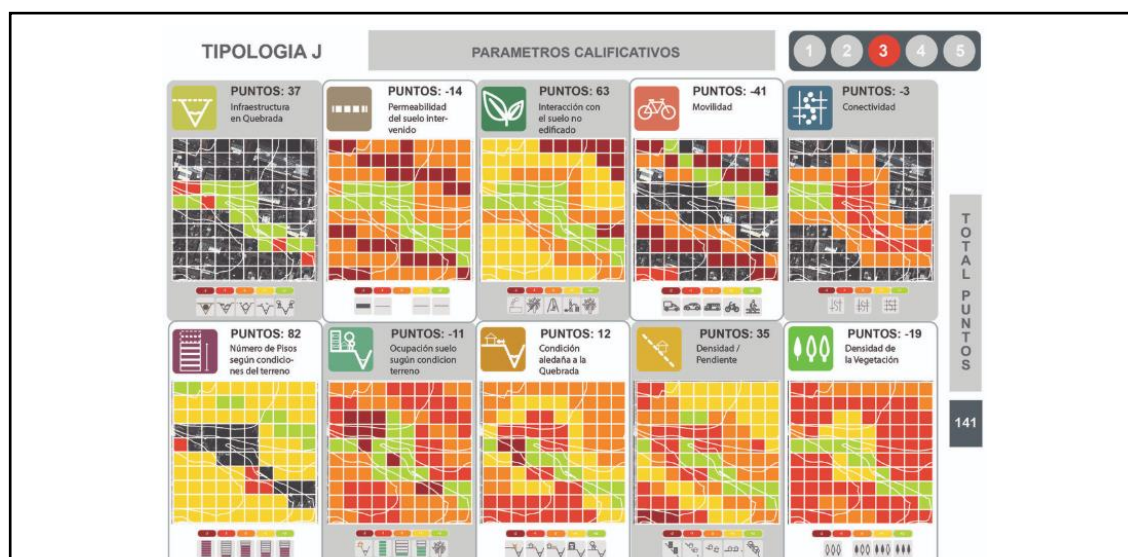 TIPOLOGIA J
PARAMETROS CALIFICATIVOS
1 2 3 4 5
PUNTOS: 37
Infraestructura
en Quebrada
PUNTOS: -14
Permeabilidad
del suelo inter-
venido
PUNTOS: 63
Interacción con
el suelo no
edificado
PUNTOS: -41
Movilidad
PUNTOS: -3
Conectividad
PUNTOS: 82
Número de Pisos
según condicio-
nes del terreno
PUNTOS: -11
Ocupación suelo
sugún condicion
terreno
PUNTOS: 12
Condición
aledaña a la
Quebrada
PUNTOS: 35
Densidad /
Pendiente
PUNTOS: -19
Densidad de
la Vegetación
TOTAL PUNTOS
141